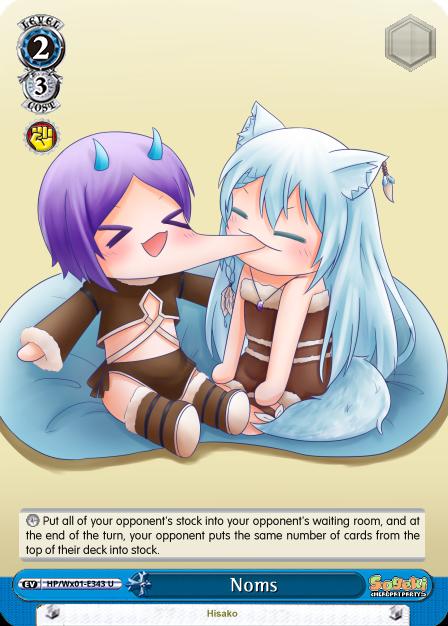 LEVEL
2
3
COST
Put all of your opponent's stock into your opponent's waiting room, and at
the end of the turn, your opponent puts the same number of cards from the
top of their deck into stock.
EV HP/Wx01-E343 U
Noms
HEADPAT PARTY
Hisako